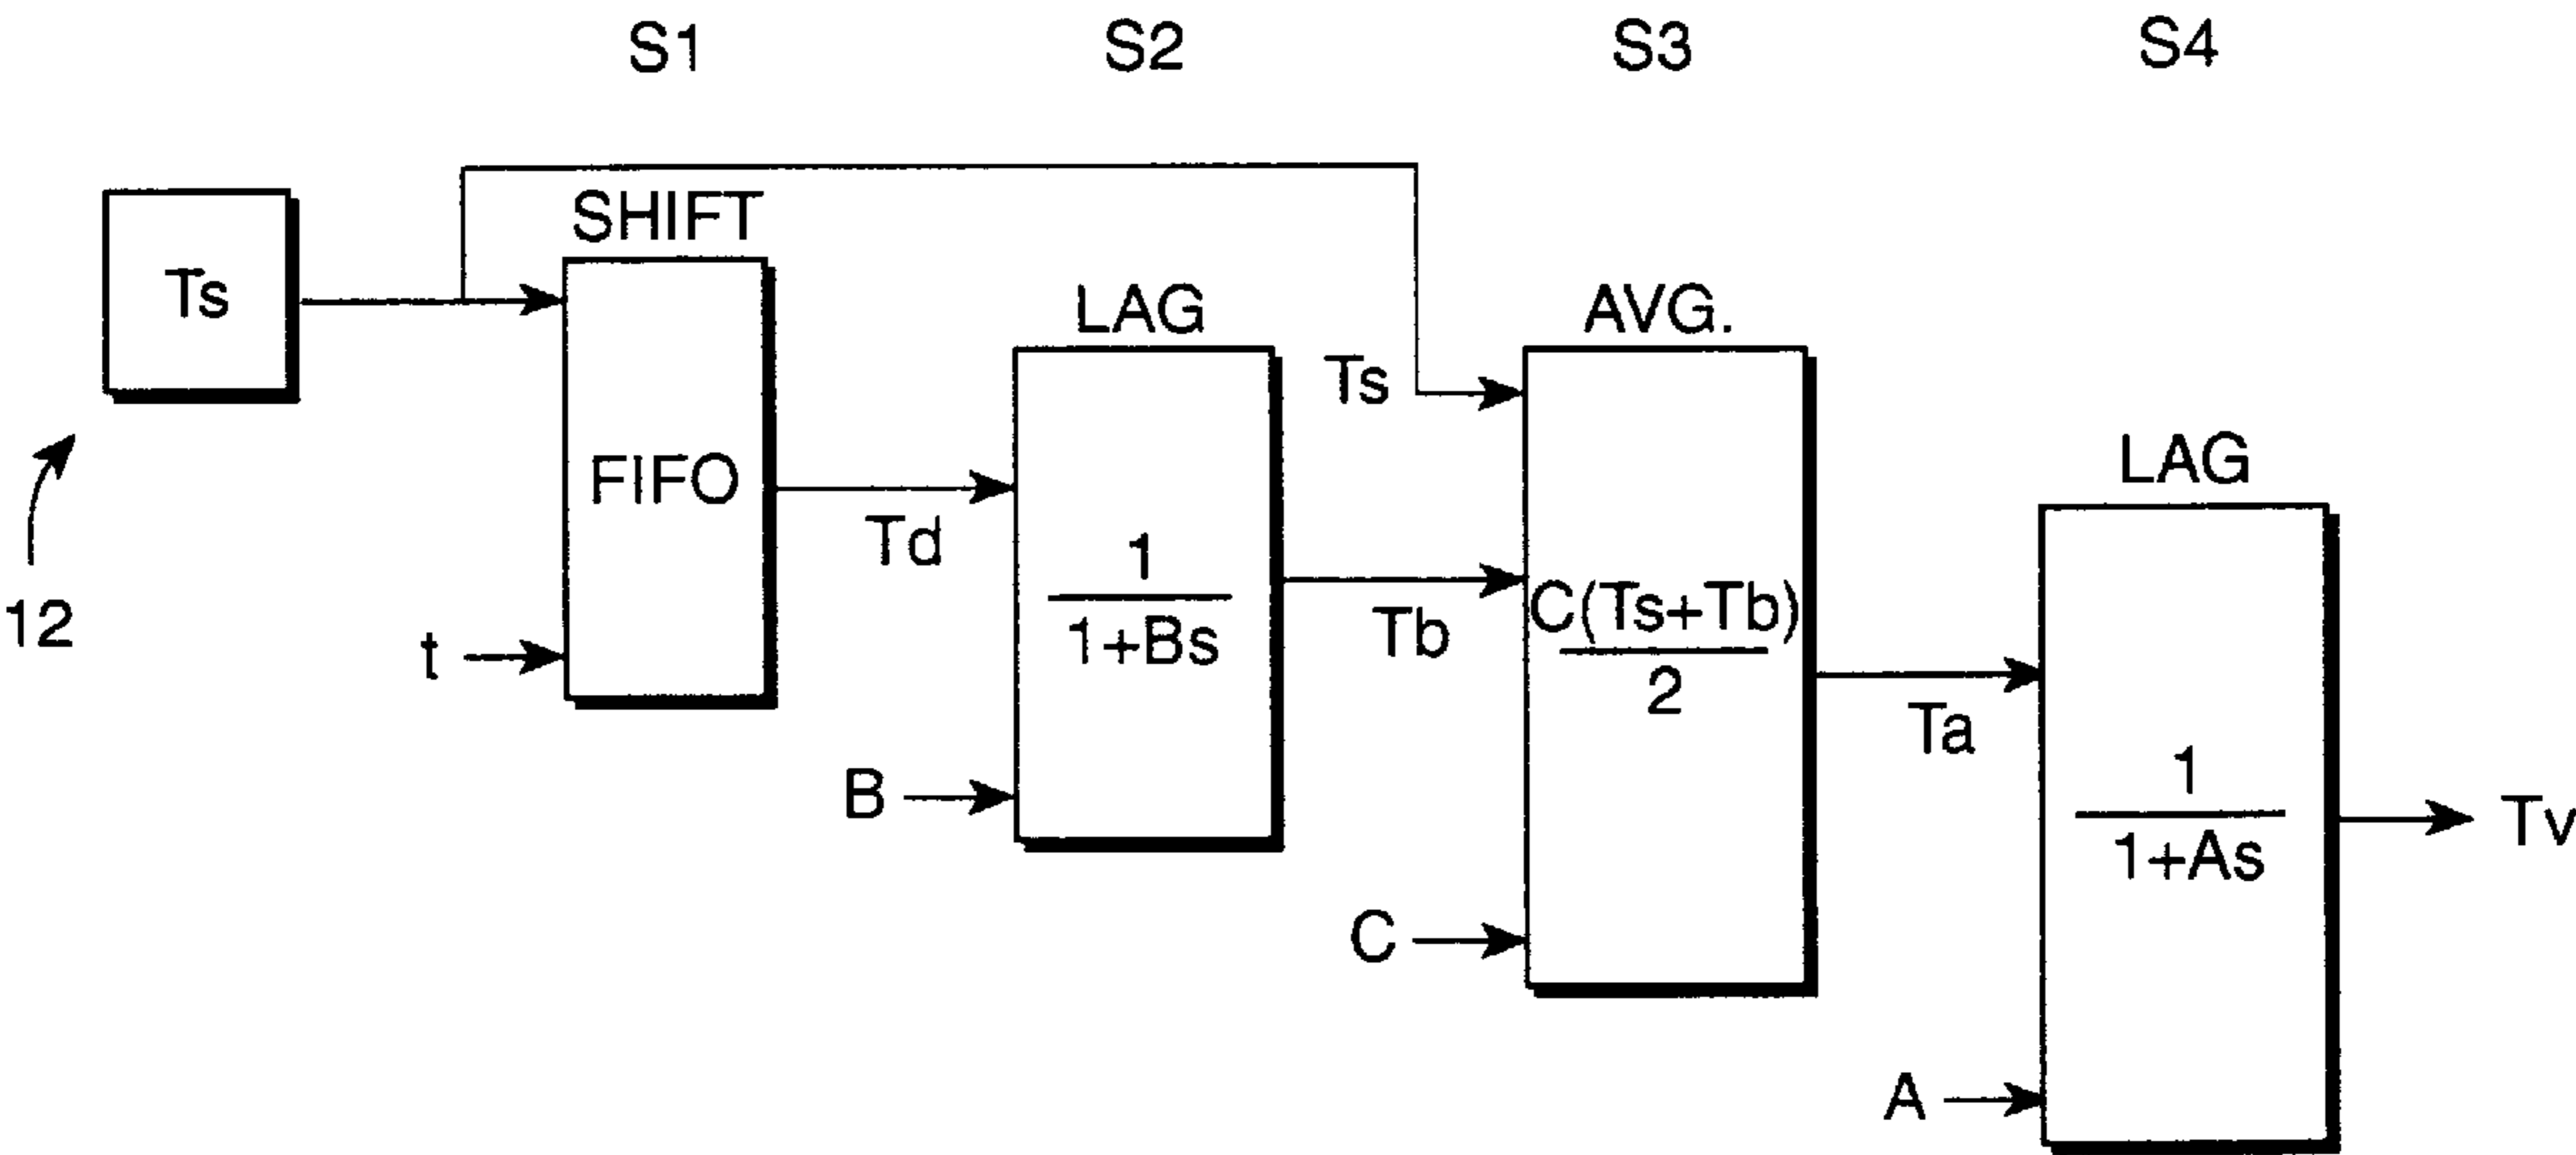 S1 S2 S3 S4
SHIFT
Ts
LAG
AVG.
Ts
LAG
FIFO
Td
1
1+Bs
Tb
C(Ts+Tb)
2
12
t
Ta
B
1
1+As
Tv
C
A